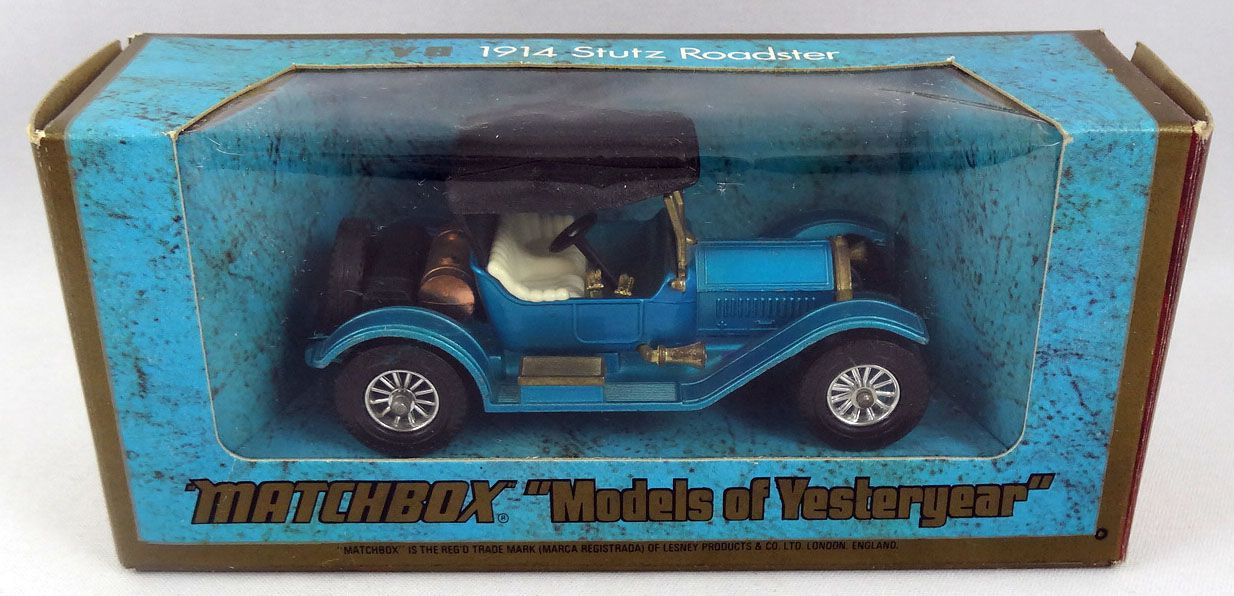 Y-8 1914 Stutz Roadster
"MATCHBOX"® "Models of Yesteryear"
"MATCHBOX" IS THE REG'D TRADE MARK (MARCA REGISTRADA) OF LESNEY PRODUCTS & CO. LTD. LONDON, ENGLAND.